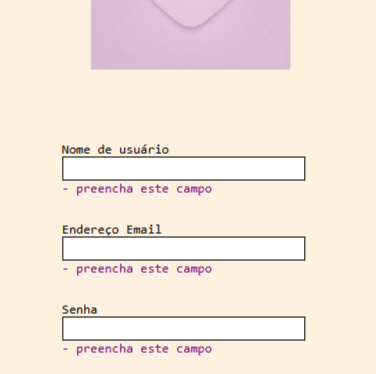 Nome de usuário
- preencha este campo
Endereço Email
- preencha este campo
Senha
- preencha este campo